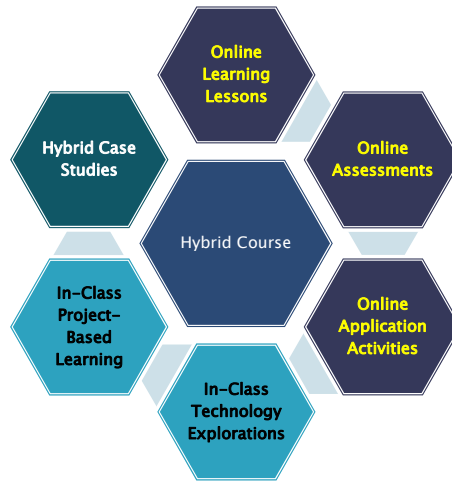 Online
Learning
Lessons
Online
Assessments
Online
Application
Activities
In-Class
Technology
Explorations
In-Class
Project-
Based
Learning
Hybrid Case
Studies
Hybrid Course